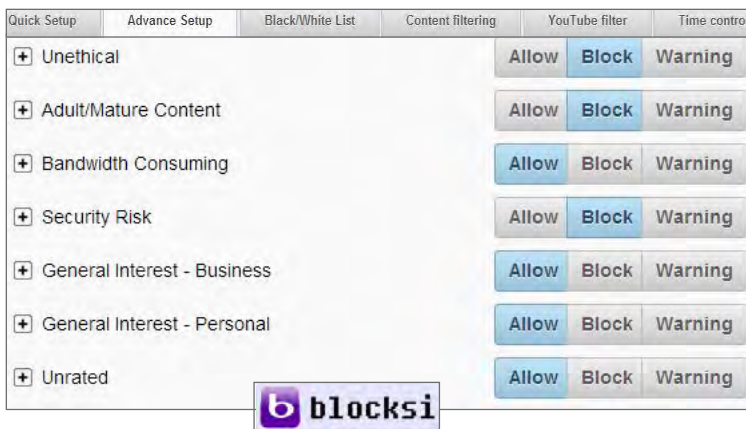 Quick Setup Advance Setup Black/White List Content filtering YouTube filter Time contro
Unethical Allow Block Warning
Adult/Mature Content Allow Block Warning
Bandwidth Consuming Allow Block Warning
Security Risk Allow Block Warning
General Interest - Business Allow Block Warning
General Interest - Personal Allow Block Warning
Unrated Allow Block Warning
b blocksi